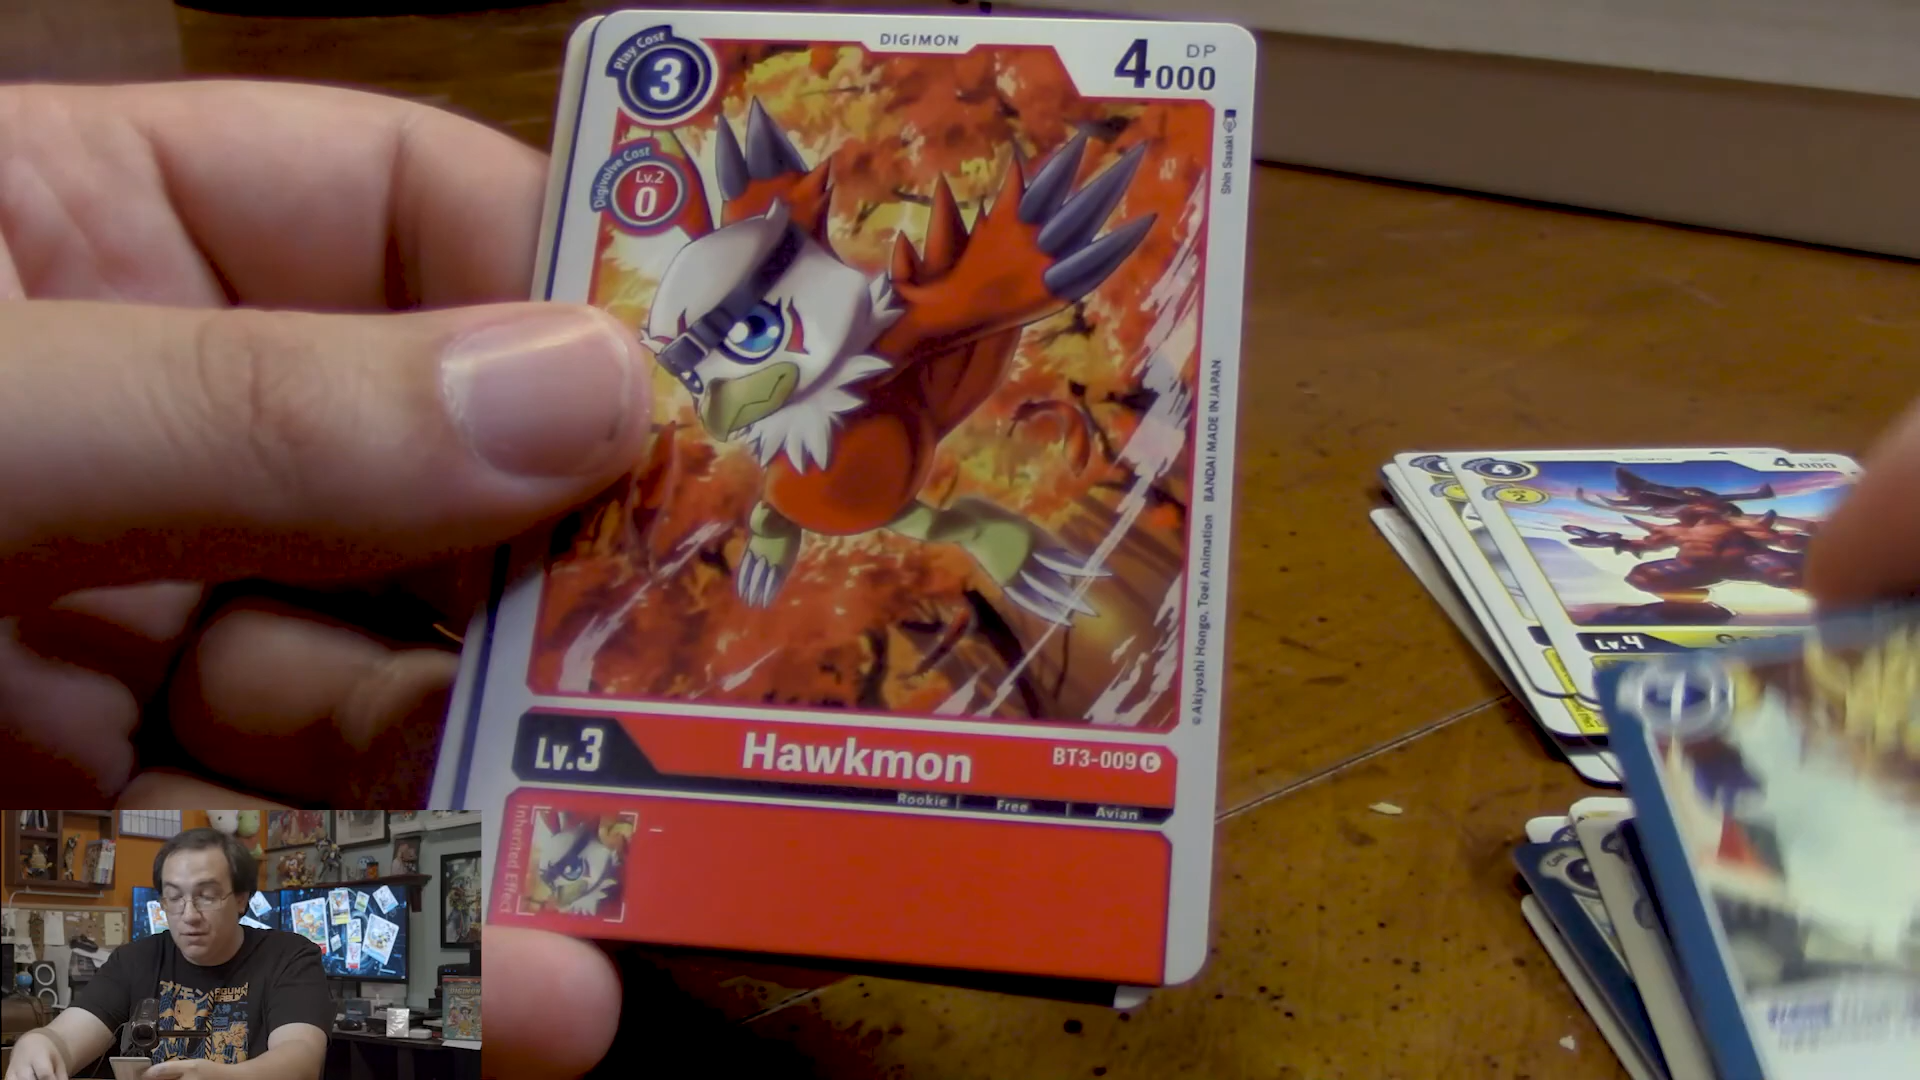 Play Cost
3
DIGIMON
DP
4000
Digivolve Cost
Lv.2
0
Shin Sasaki
©Akiyoshi Hongo, Toei Animation BANDAI MADE IN JAPAN
Lv.3
Hawkmon
BT3-009 C
Rookie
Free
Avian
Inherited Effect
-
4
4000
2
Lv.4